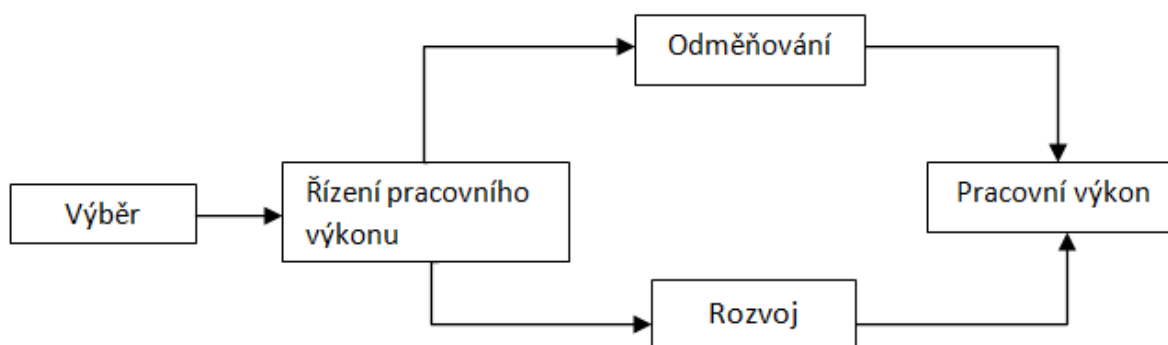 Odměňování
Výběr
Řízení pracovního
výkonu
Pracovní výkon
Rozvoj